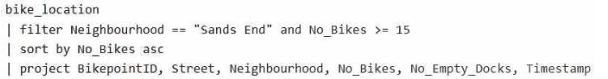 bike_location
| filter Neighbourhood == "Sands End" and No_Bikes >= 15
| sort by No_Bikes asc
| project BikepointID, Street, Neighbourhood, No_Bikes, No_Empty_Docks, Timestamp